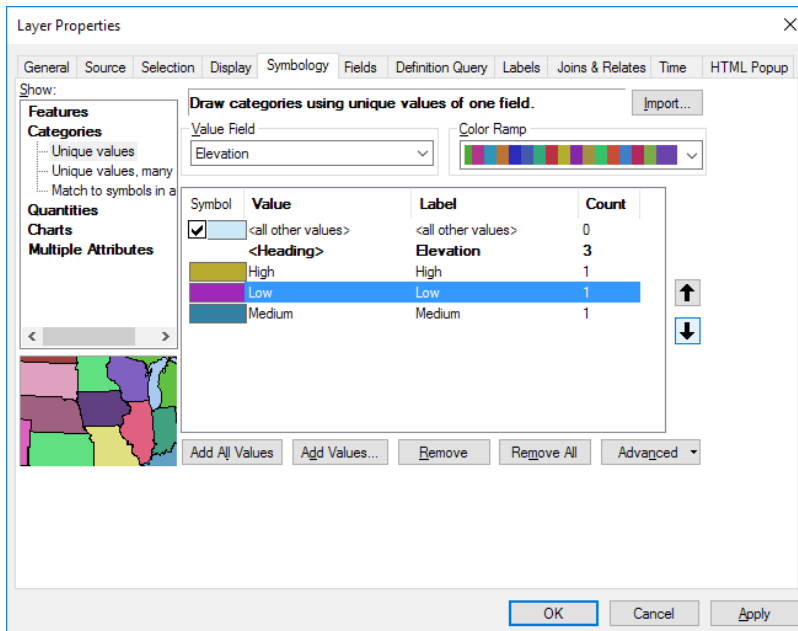 Layer Properties
General Source Selection Display Symbology Fields Definition Query Labels Joins & Relates Time HTML Popup
Show:
Features
Categories
Unique values
Unique values, many
Match to symbols in a
Quantities
Charts
Multiple Attributes
Draw categories using unique values of one field.
Import...
Value Field
Elevation
Color Ramp
Symbol Value Label Count
<all other values> <all other values> 0
<Heading> Elevation 3
High High 1
Low Low 1
Medium Medium 1
Add All Values Add Values... Remove Remove All Advanced
OK Cancel Apply